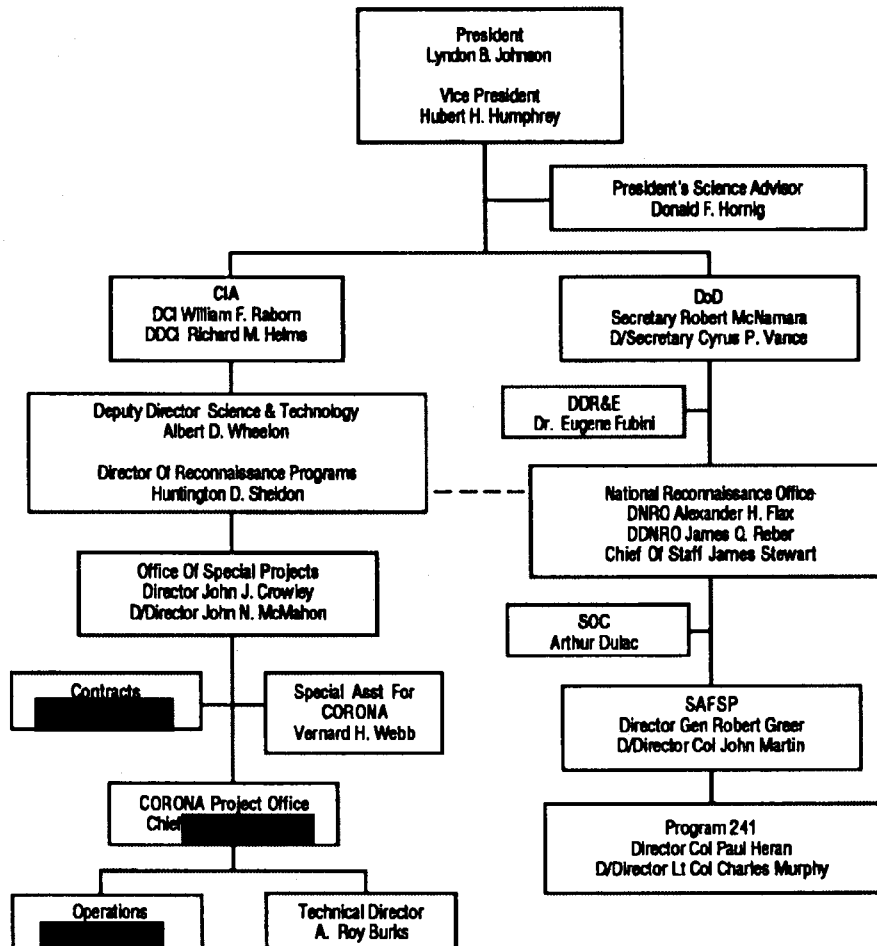 President
Lyndon B. Johnson
Vice President
Hubert H. Humphrey
President's Science Advisor
Donald F. Hornig
CIA
DCI William F. Raborn
DDCI Richard M. Helms
DoD
Secretary Robert McNamara
D/Secretary Cyrus P. Vance
Deputy Director Science & Technology
Albert D. Wheelon
Director Of Reconnaissance Programs
Huntington D. Sheldon
DDR&E
Dr. Eugene Fubini
National Reconnaissance Office
DNRO Alexander H. Flax
DDNRO James Q. Reber
Chief Of Staff James Stewart
Office Of Special Projects
Director John J. Crowley
D/Director John N. McMahon
SOC
Arthur Dulac
Contracts
Special Asst For
CORONA
Vernard H. Webb
SAFSP
Director Gen Robert Greer
D/Director Col John Martin
CORONA Project Office
Chief
Program 241
Director Col Paul Heran
D/Director Lt Col Charles Murphy
Operations
Technical Director
A. Roy Burks